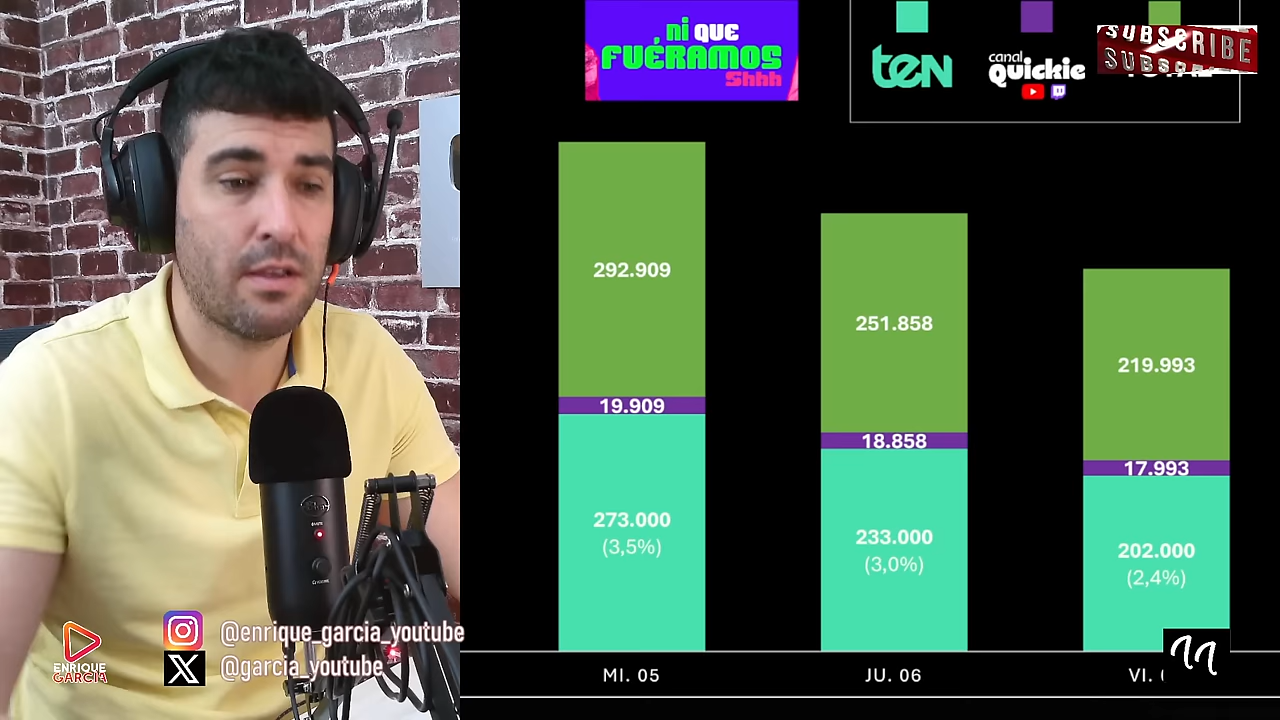 ni QUE
FUÉRAMOS
Shhh
ten
canal
quickie
SUBSCRIBE
292.909
19.909
273.000
(3,5%)
251.858
18.858
233.000
(3,0%)
219.993
17.993
202.000
(2,4%)
MI. 05
JU. 06
VI.
@enrique_garcia_youtube
@garcia_youtube
ENRIQUE
GARCIA